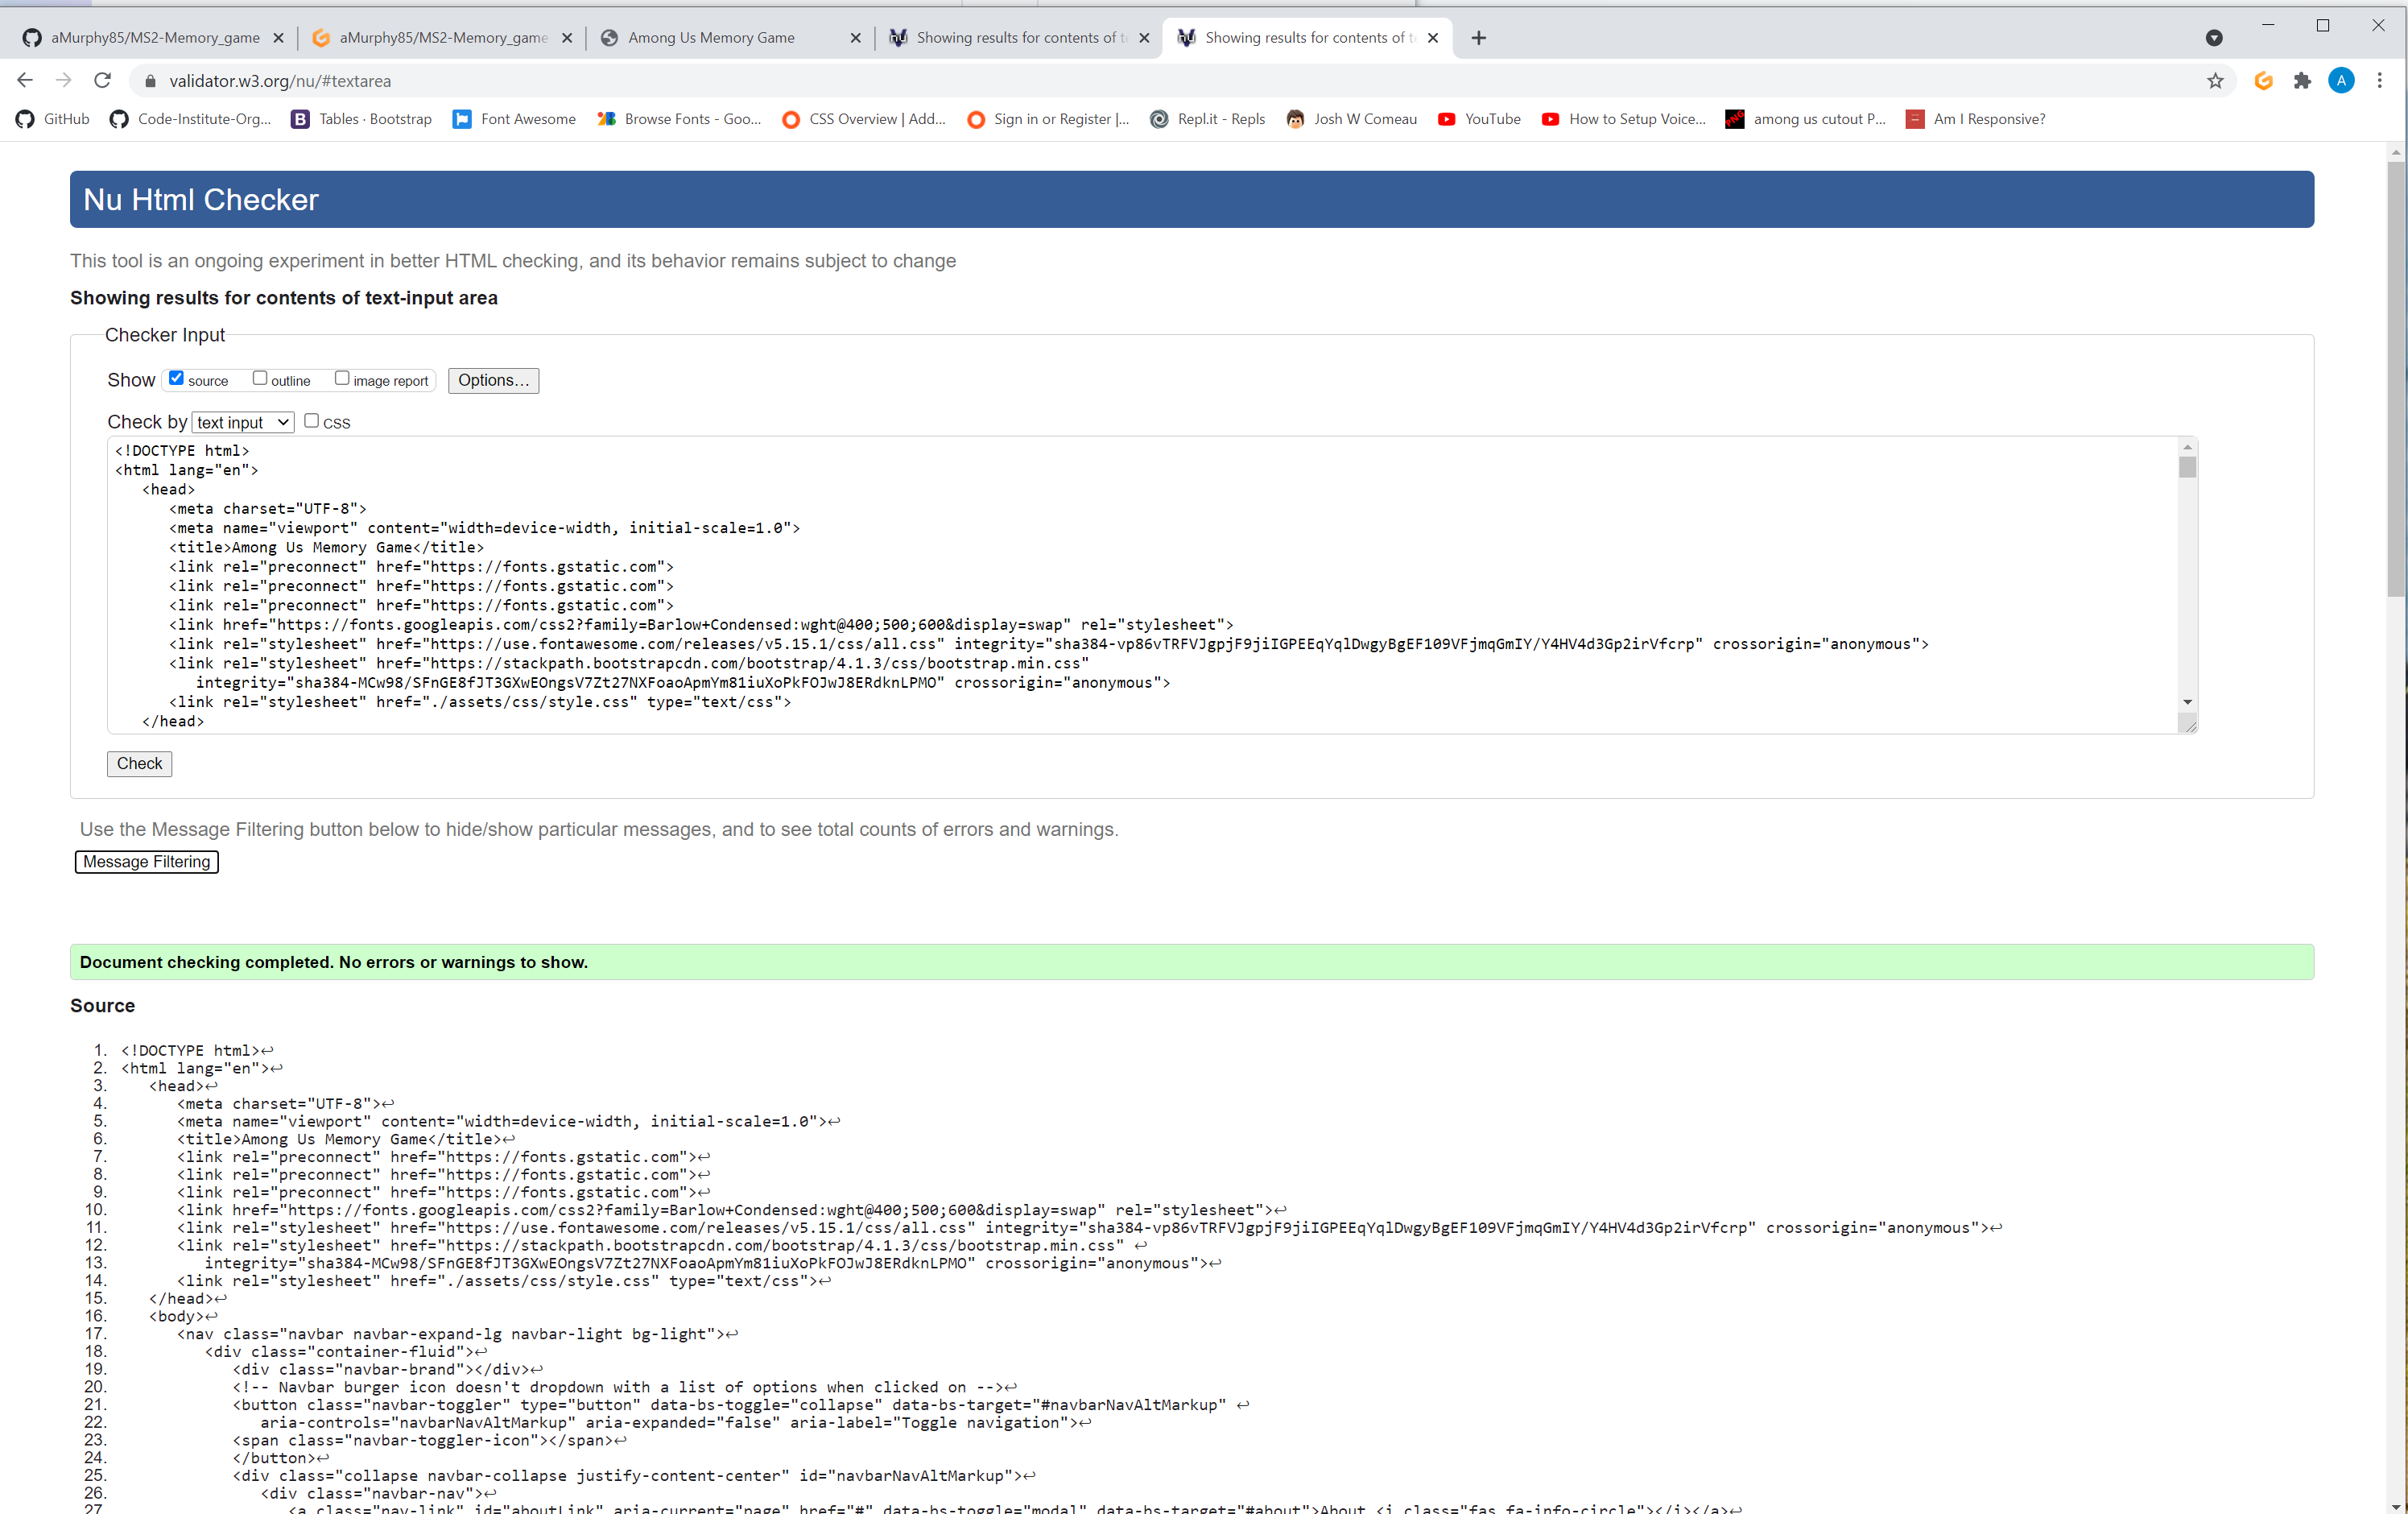 aMurphy85/MS2-Memory_game
aMurphy85/MS2-Memory_game
Among Us Memory Game
Showing results for contents of t
Showing results for contents of t
validator.w3.org/nu/#textarea
A
GitHub
Code-Institute-Org...
Tables · Bootstrap
Font Awesome
Browse Fonts - Goo...
CSS Overview | Add...
Sign in or Register |...
Repl.it - Repls
Josh W Comeau
YouTube
How to Setup Voice...
among us cutout P...
Am I Responsive?
Nu Html Checker
This tool is an ongoing experiment in better HTML checking, and its behavior remains subject to change
Showing results for contents of text-input area
Checker Input
Show source outline image report Options...
Check by text input CSS
<!DOCTYPE html>
<html lang="en">
<head>
<meta charset="UTF-8">
<meta name="viewport" content="width=device-width, initial-scale=1.0">
<title>Among Us Memory Game</title>
<link rel="preconnect" href="https://fonts.gstatic.com">
<link rel="preconnect" href="https://fonts.gstatic.com">
<link rel="preconnect" href="https://fonts.gstatic.com">
<link href="https://fonts.googleapis.com/css2?family=Barlow+Condensed:wght@400;500;600&display=swap" rel="stylesheet">
<link rel="stylesheet" href="https://use.fontawesome.com/releases/v5.15.1/css/all.css" integrity="sha384-vp86vTRFVJgpjF9jiIGPEEqYqlDwgyBgEF109VFjmqGmIY/Y4HV4d3Gp2irVfcrp" crossorigin="anonymous">
<link rel="stylesheet" href="https://stackpath.bootstrapcdn.com/bootstrap/4.1.3/css/bootstrap.min.css"
integrity="sha384-MCw98/SFnGE8fJT3GXwEOngsV7Zt27NXFoaoApmYm81iuXoPkFOJwJ8ERdknLPMO" crossorigin="anonymous">
<link rel="stylesheet" href="./assets/css/style.css" type="text/css">
</head>
Check
Use the Message Filtering button below to hide/show particular messages, and to see total counts of errors and warnings.
Message Filtering
Document checking completed. No errors or warnings to show.
Source
1. <!DOCTYPE html>↩
2. <html lang="en">↩
3. <head>↩
4. <meta charset="UTF-8">↩
5. <meta name="viewport" content="width=device-width, initial-scale=1.0">↩
6. <title>Among Us Memory Game</title>↩
7. <link rel="preconnect" href="https://fonts.gstatic.com">↩
8. <link rel="preconnect" href="https://fonts.gstatic.com">↩
9. <link rel="preconnect" href="https://fonts.gstatic.com">↩
10. <link href="https://fonts.googleapis.com/css2?family=Barlow+Condensed:wght@400;500;600&display=swap" rel="stylesheet">↩
11. <link rel="stylesheet" href="https://use.fontawesome.com/releases/v5.15.1/css/all.css" integrity="sha384-vp86vTRFVJgpjF9jiIGPEEqYqlDwgyBgEF109VFjmqGmIY/Y4HV4d3Gp2irVfcrp" crossorigin="anonymous">↩
12. <link rel="stylesheet" href="https://stackpath.bootstrapcdn.com/bootstrap/4.1.3/css/bootstrap.min.css" ↩
13. integrity="sha384-MCw98/SFnGE8fJT3GXwEOngsV7Zt27NXFoaoApmYm81iuXoPkFOJwJ8ERdknLPMO" crossorigin="anonymous">↩
14. <link rel="stylesheet" href="./assets/css/style.css" type="text/css">↩
15. </head>↩
16. <body>↩
17. <nav class="navbar navbar-expand-lg navbar-light bg-light">↩
18. <div class="container-fluid">↩
19. <div class="navbar-brand"></div>↩
20. <!-- Navbar burger icon doesn't dropdown with a list of options when clicked on -->↩
21. <button class="navbar-toggler" type="button" data-bs-toggle="collapse" data-bs-target="#navbarNavAltMarkup" ↩
22. aria-controls="navbarNavAltMarkup" aria-expanded="false" aria-label="Toggle navigation">↩
23. <span class="navbar-toggler-icon"></span>↩
24. </button>↩
25. <div class="collapse navbar-collapse justify-content-center" id="navbarNavAltMarkup">↩
26. <div class="navbar-nav">↩
27. <a class="nav-link" id="aboutLink" aria-current="page" href="#" data-bs-toggle="modal" data-bs-target="#about">About <i class="fas fa-info-circle"></i></a>↩